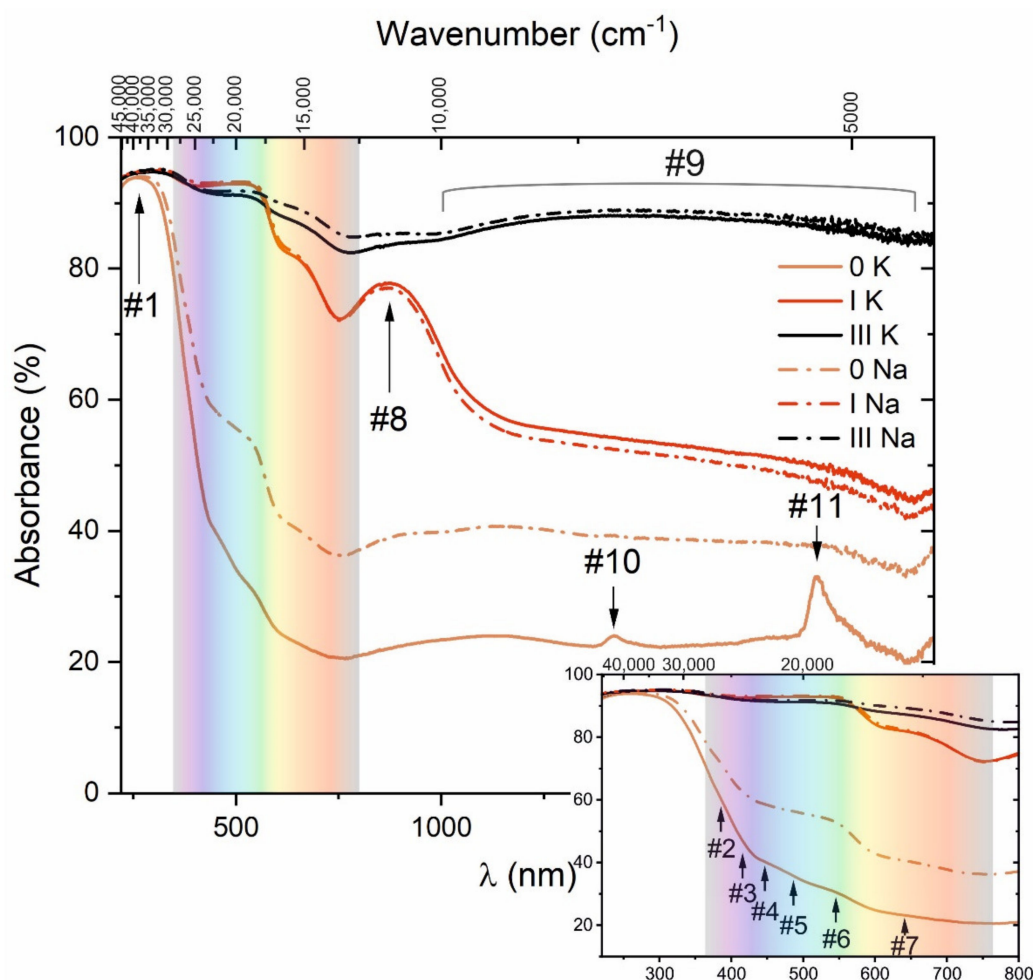 Wavenumber (cm-1)
45,000 40,000 35,000 30,000 25,000 20,000 15,000 10,000 5000
100
80
60
40
20
0
Absorbance (%)
#9
#1
#8
0 K
I K
III K
0 Na
I Na
III Na
#11
#10
500 1000
λ (nm)
40,000 30,000 20,000
100
80
60
40
20
#2
#3
#4
#5
#6
#7
300 400 500 600 700 800